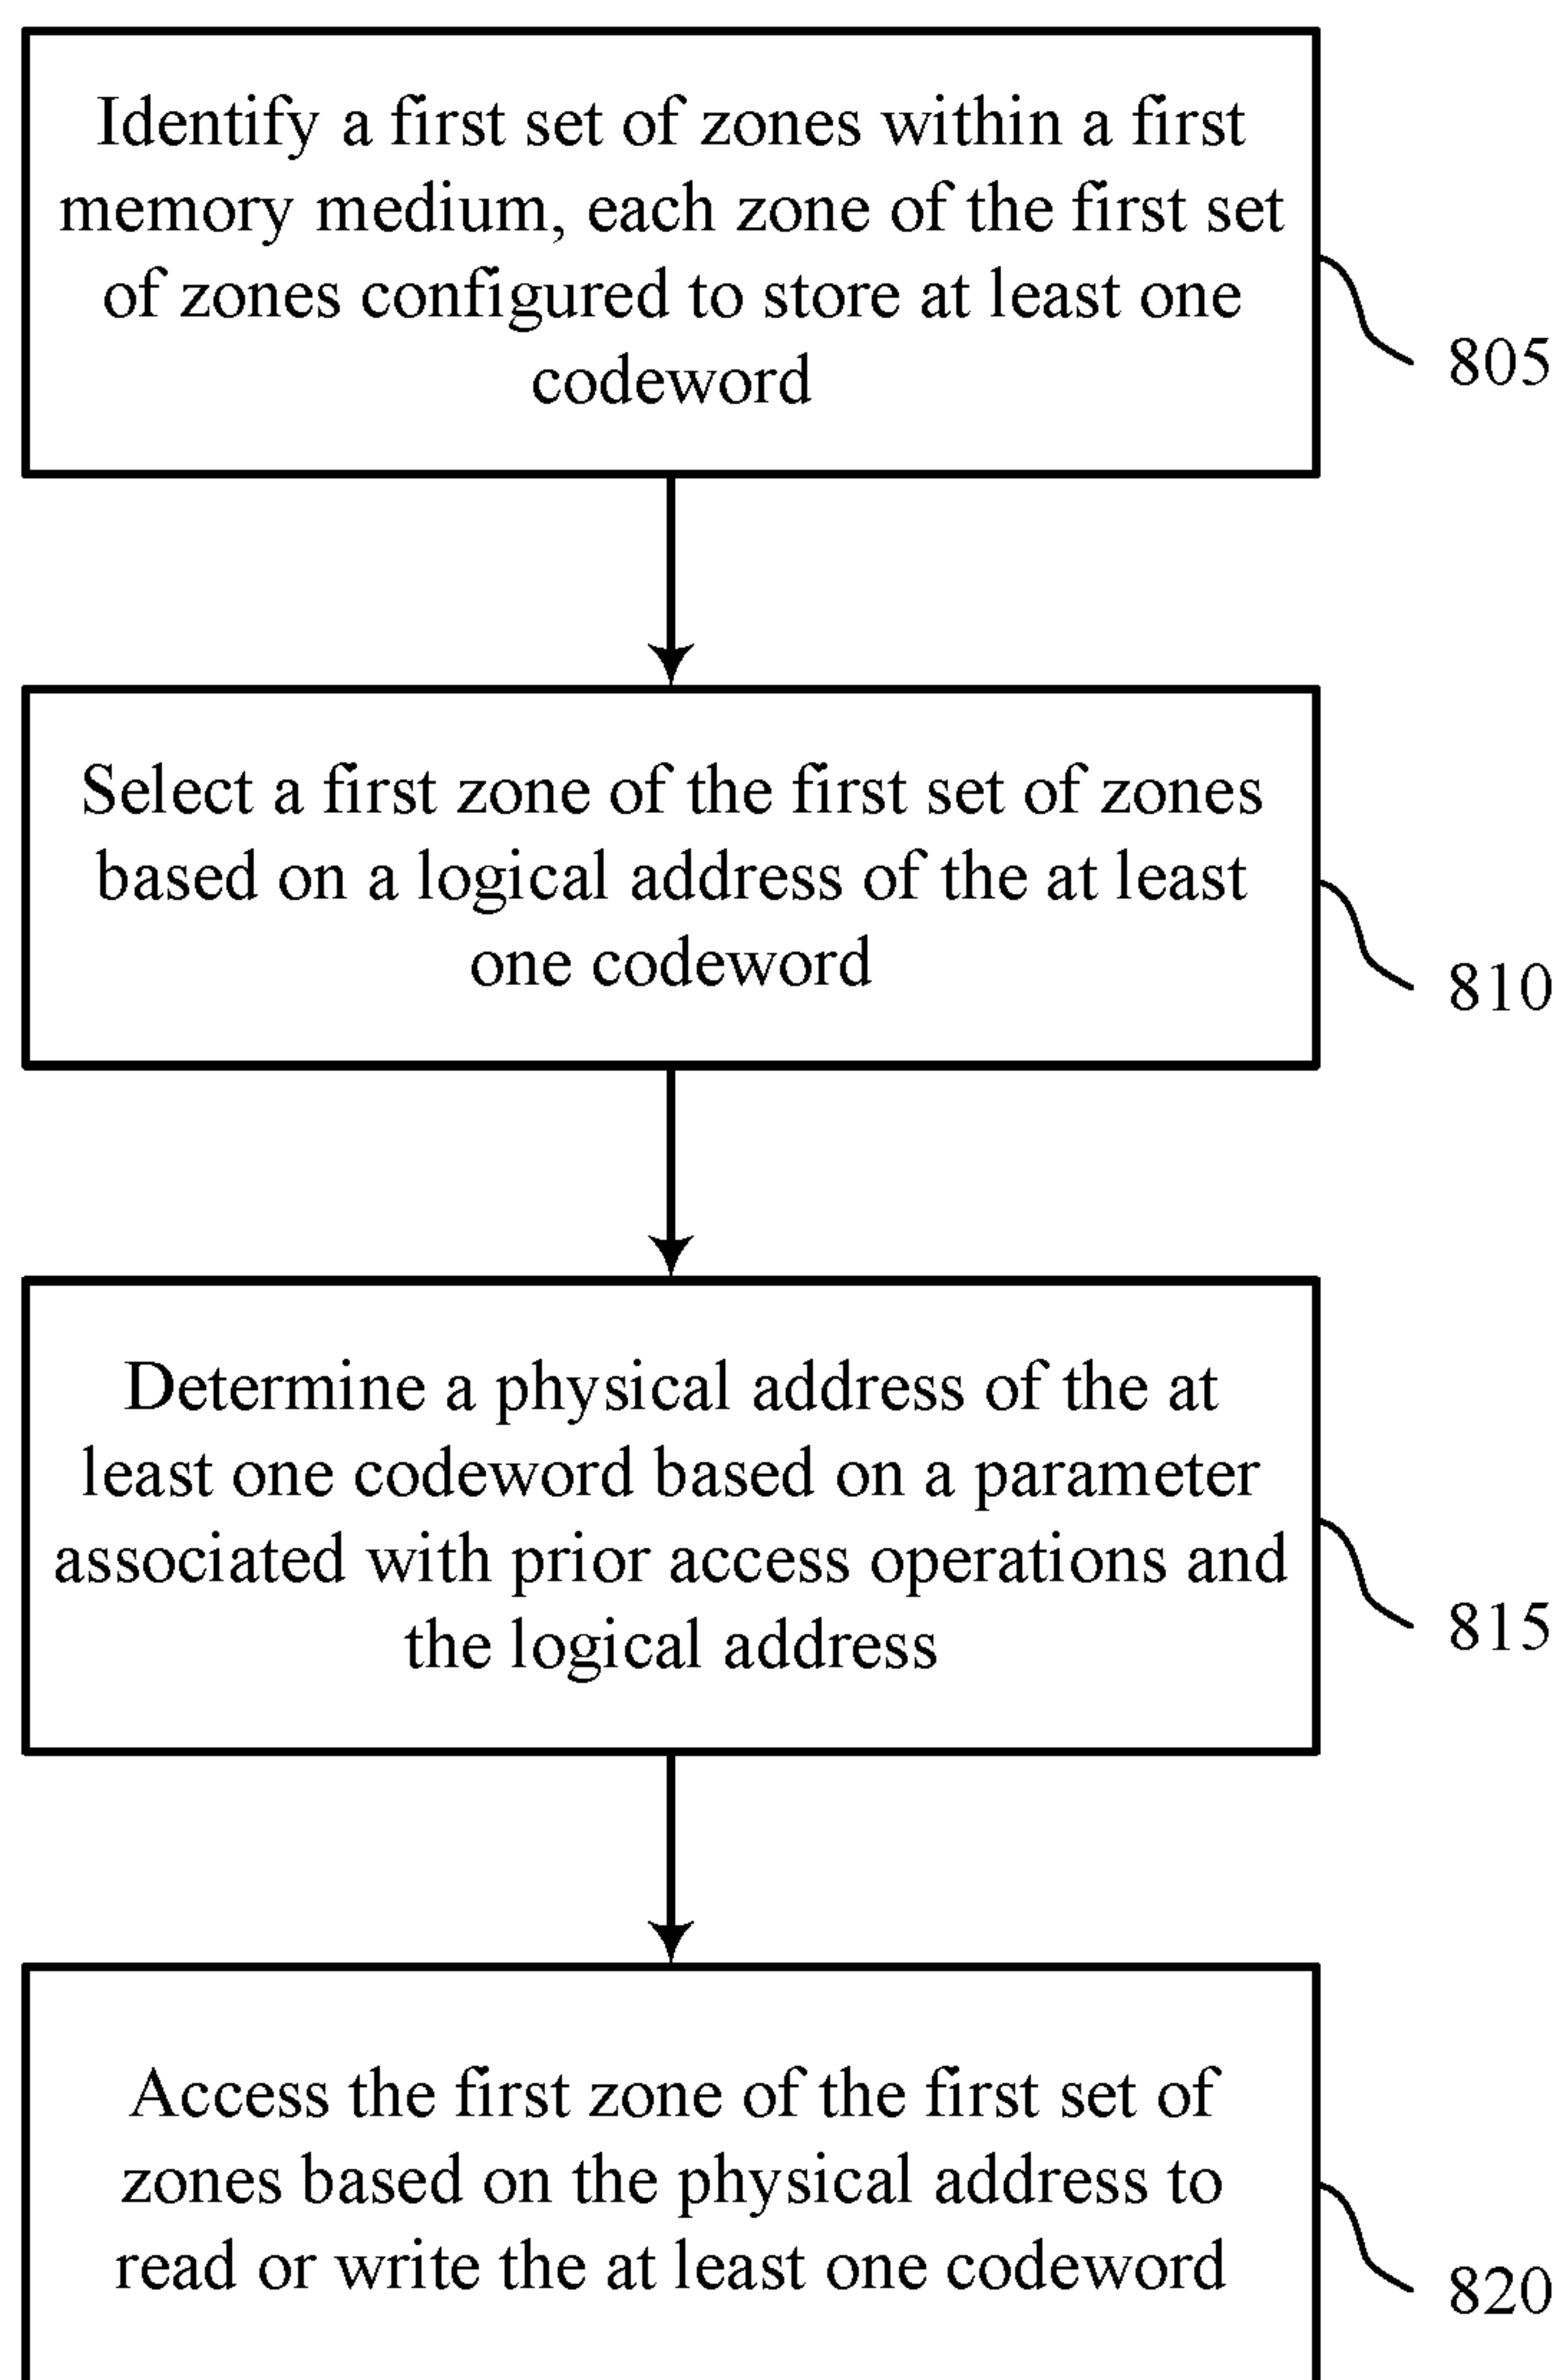 Identify a first set of zones within a first
memory medium, each zone of the first set
of zones configured to store at least one
codeword
805
Select a first zone of the first set of zones
based on a logical address of the at least
one codeword
810
Determine a physical address of the at
least one codeword based on a parameter
associated with prior access operations and
the logical address
815
Access the first zone of the first set of
zones based on the physical address to
read or write the at least one codeword
820